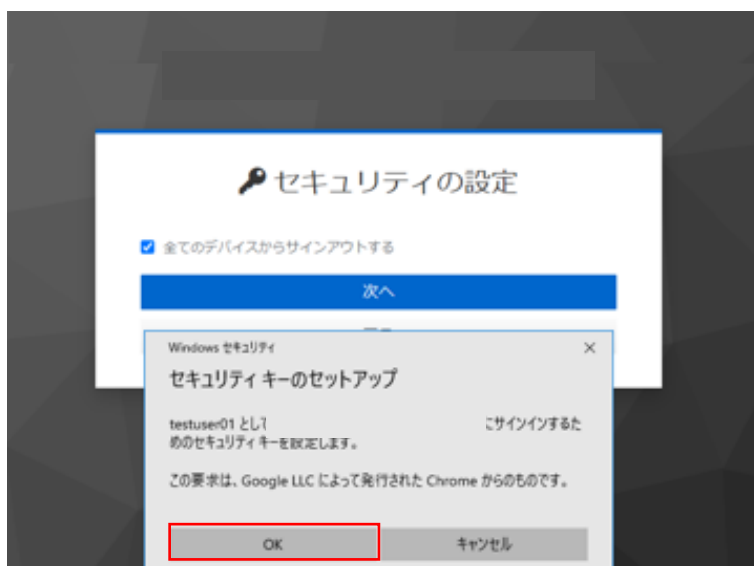 セキュリティの設定
全てのデバイスからサインアウトする
次へ
Windows セキュリティ
セキュリティ キーのセットアップ
testuser01 として にサインインするた
めのセキュリティ キーを設定します。
この要求は、Google LLC によって発行された Chrome からのものです。
OK
キャンセル